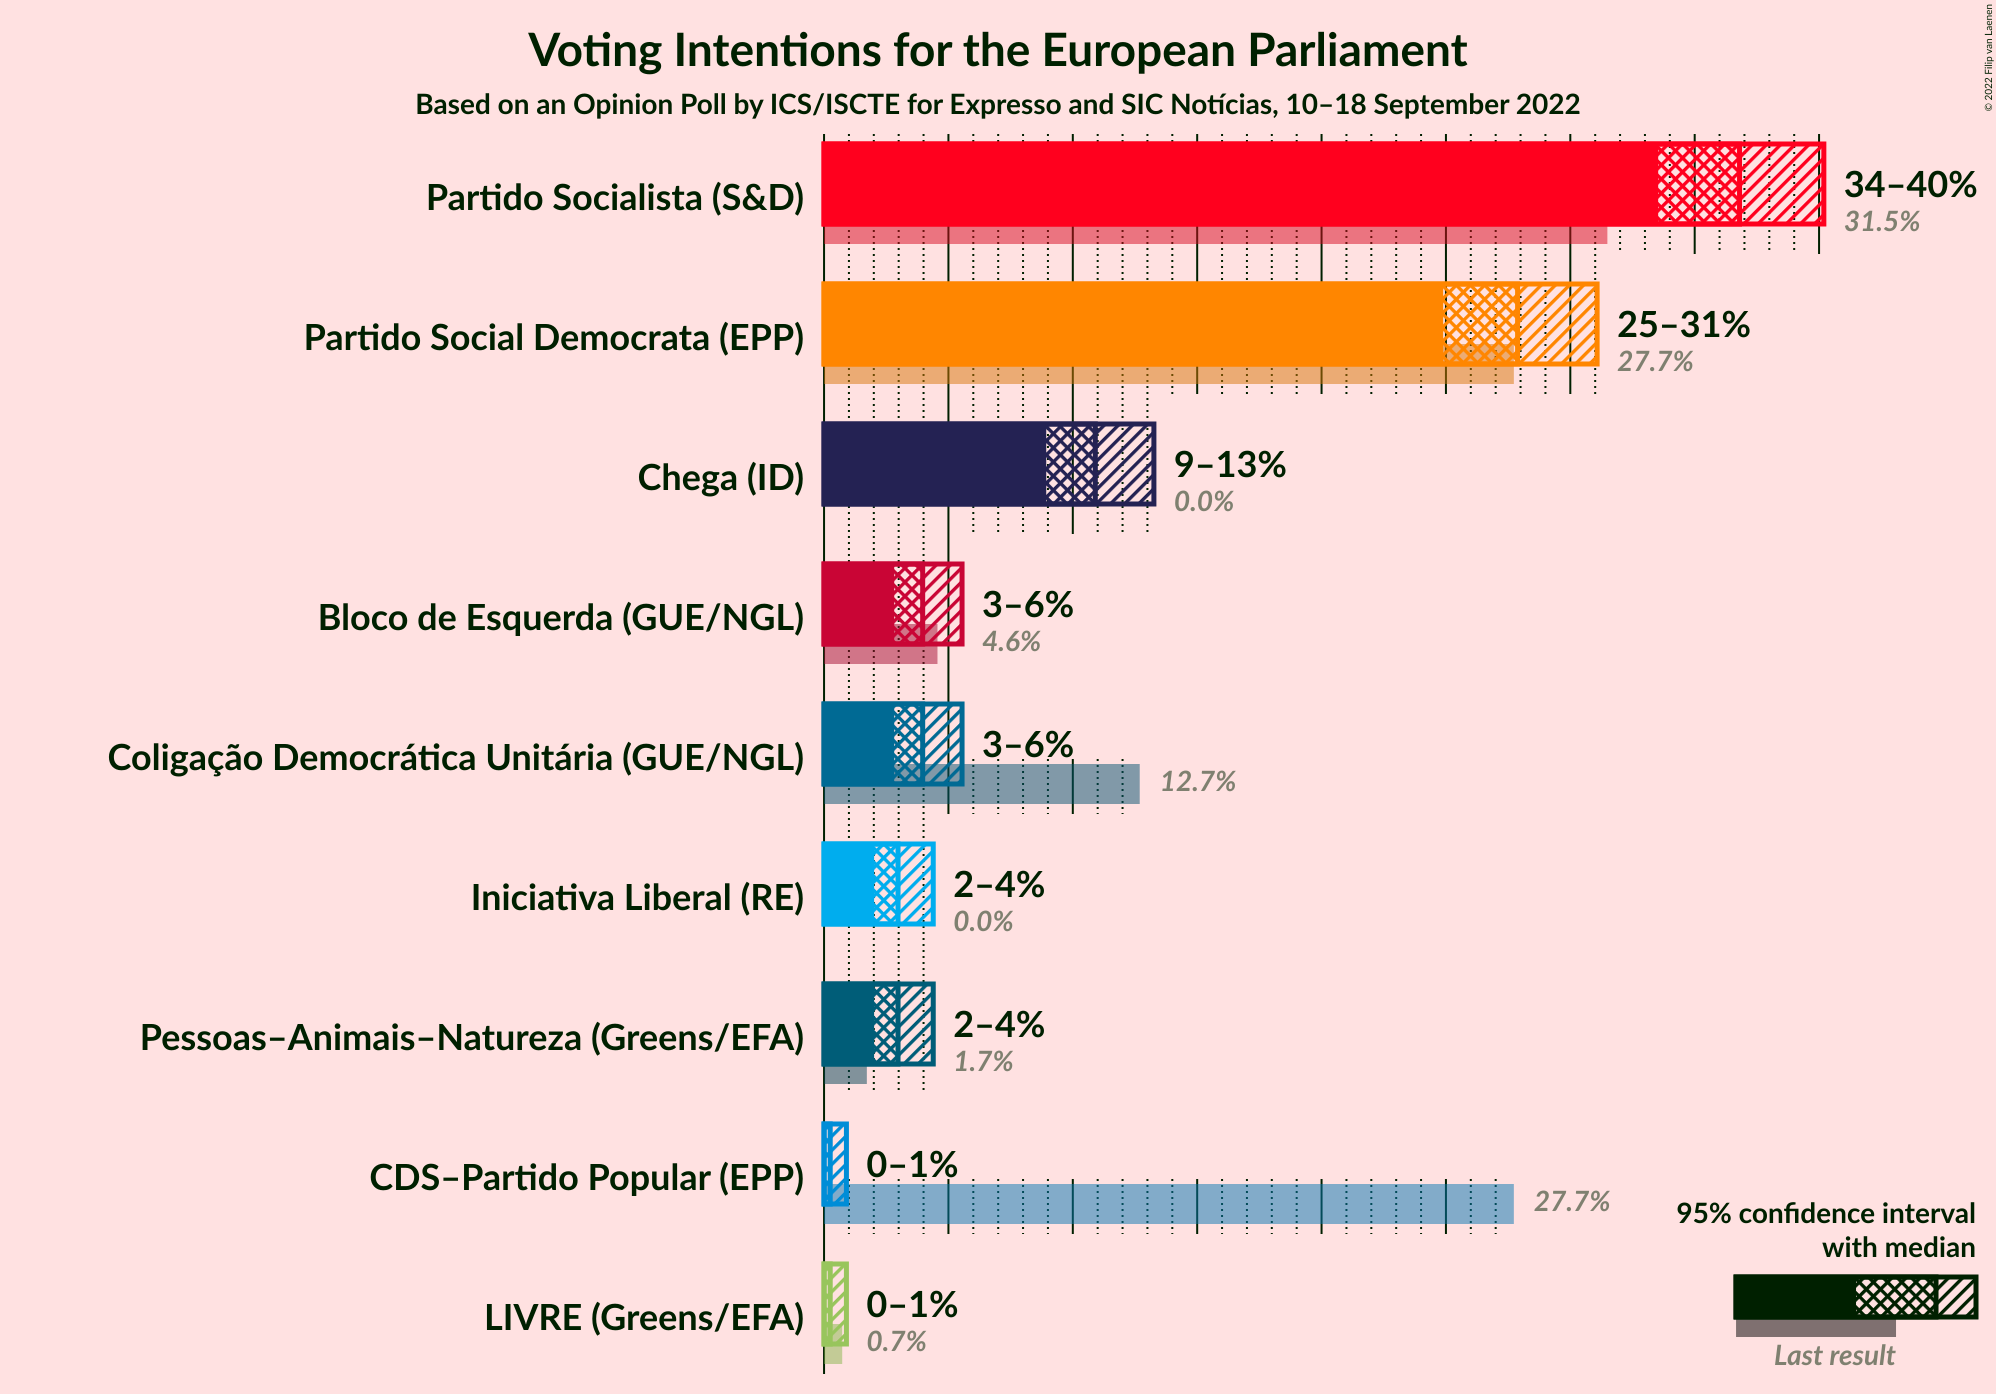 Voting Intentions for the European Parliament
Based on an Opinion Poll by ICS/ISCTE for Expresso and SIC Notícias, 10–18 September 2022
© 2022 Filip van Laenen
Partido Socialista (S&D)
34–40%
31.5%
Partido Social Democrata (EPP)
25–31%
27.7%
Chega (ID)
9–13%
0.0%
Bloco de Esquerda (GUE/NGL)
3–6%
4.6%
Coligação Democrática Unitária (GUE/NGL)
3–6%
12.7%
Iniciativa Liberal (RE)
2–4%
0.0%
Pessoas–Animais–Natureza (Greens/EFA)
2–4%
1.7%
CDS–Partido Popular (EPP)
0–1%
27.7%
LIVRE (Greens/EFA)
0–1%
0.7%
95% confidence interval
with median
Last result